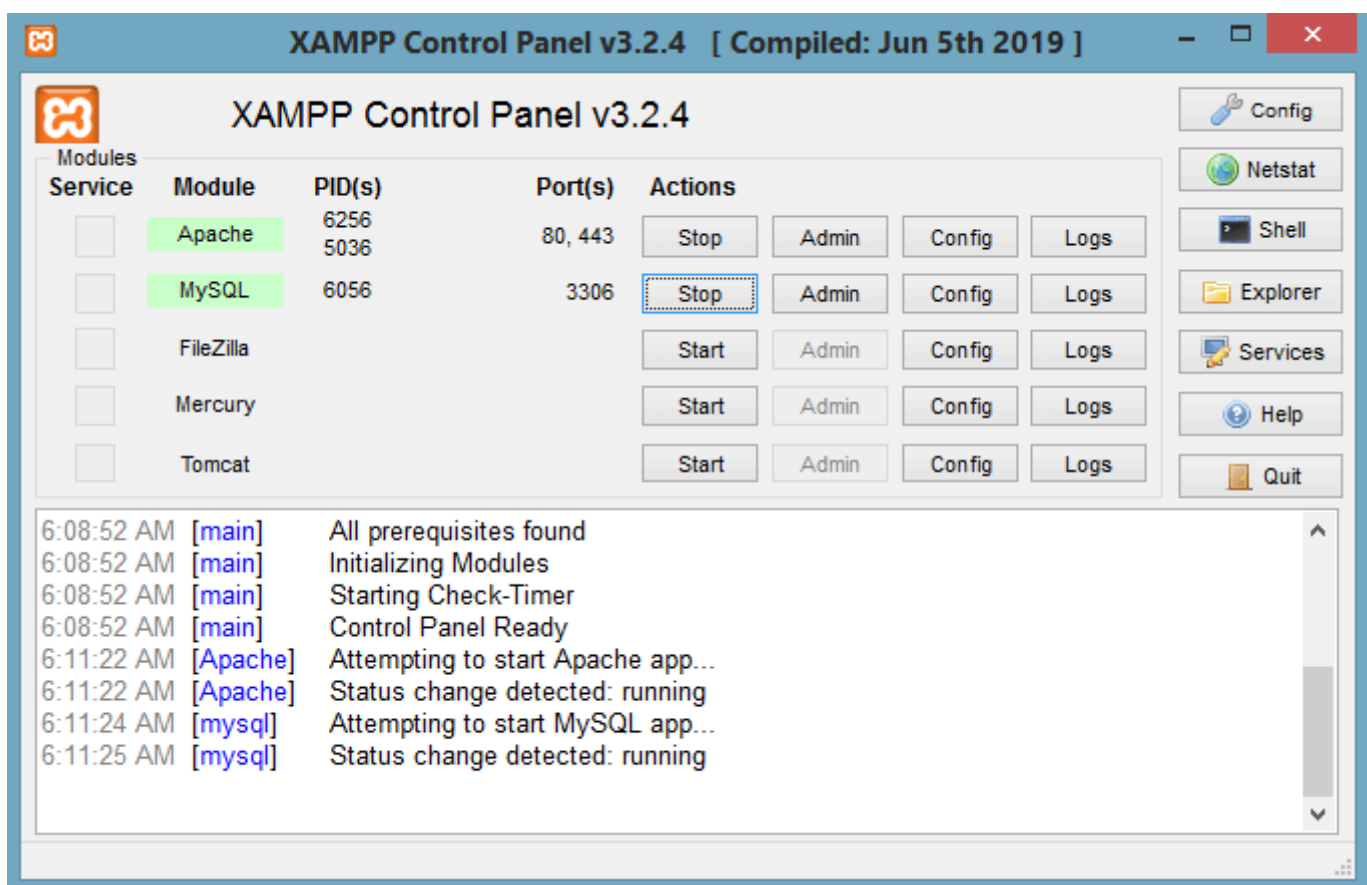 XAMPP Control Panel v3.2.4 [ Compiled: Jun 5th 2019 ]
XAMPP Control Panel v3.2.4
Config
Modules
Service Module PID(s) Port(s) Actions
Netstat
Apache 6256 5036 80, 443 Stop Admin Config Logs
Shell
MySQL 6056 3306 Stop Admin Config Logs
Explorer
FileZilla Start Admin Config Logs
Services
Mercury Start Admin Config Logs
Help
Tomcat Start Admin Config Logs
Quit
6:08:52 AM [main] All prerequisites found
6:08:52 AM [main] Initializing Modules
6:08:52 AM [main] Starting Check-Timer
6:08:52 AM [main] Control Panel Ready
6:11:22 AM [Apache] Attempting to start Apache app...
6:11:22 AM [Apache] Status change detected: running
6:11:24 AM [mysql] Attempting to start MySQL app...
6:11:25 AM [mysql] Status change detected: running